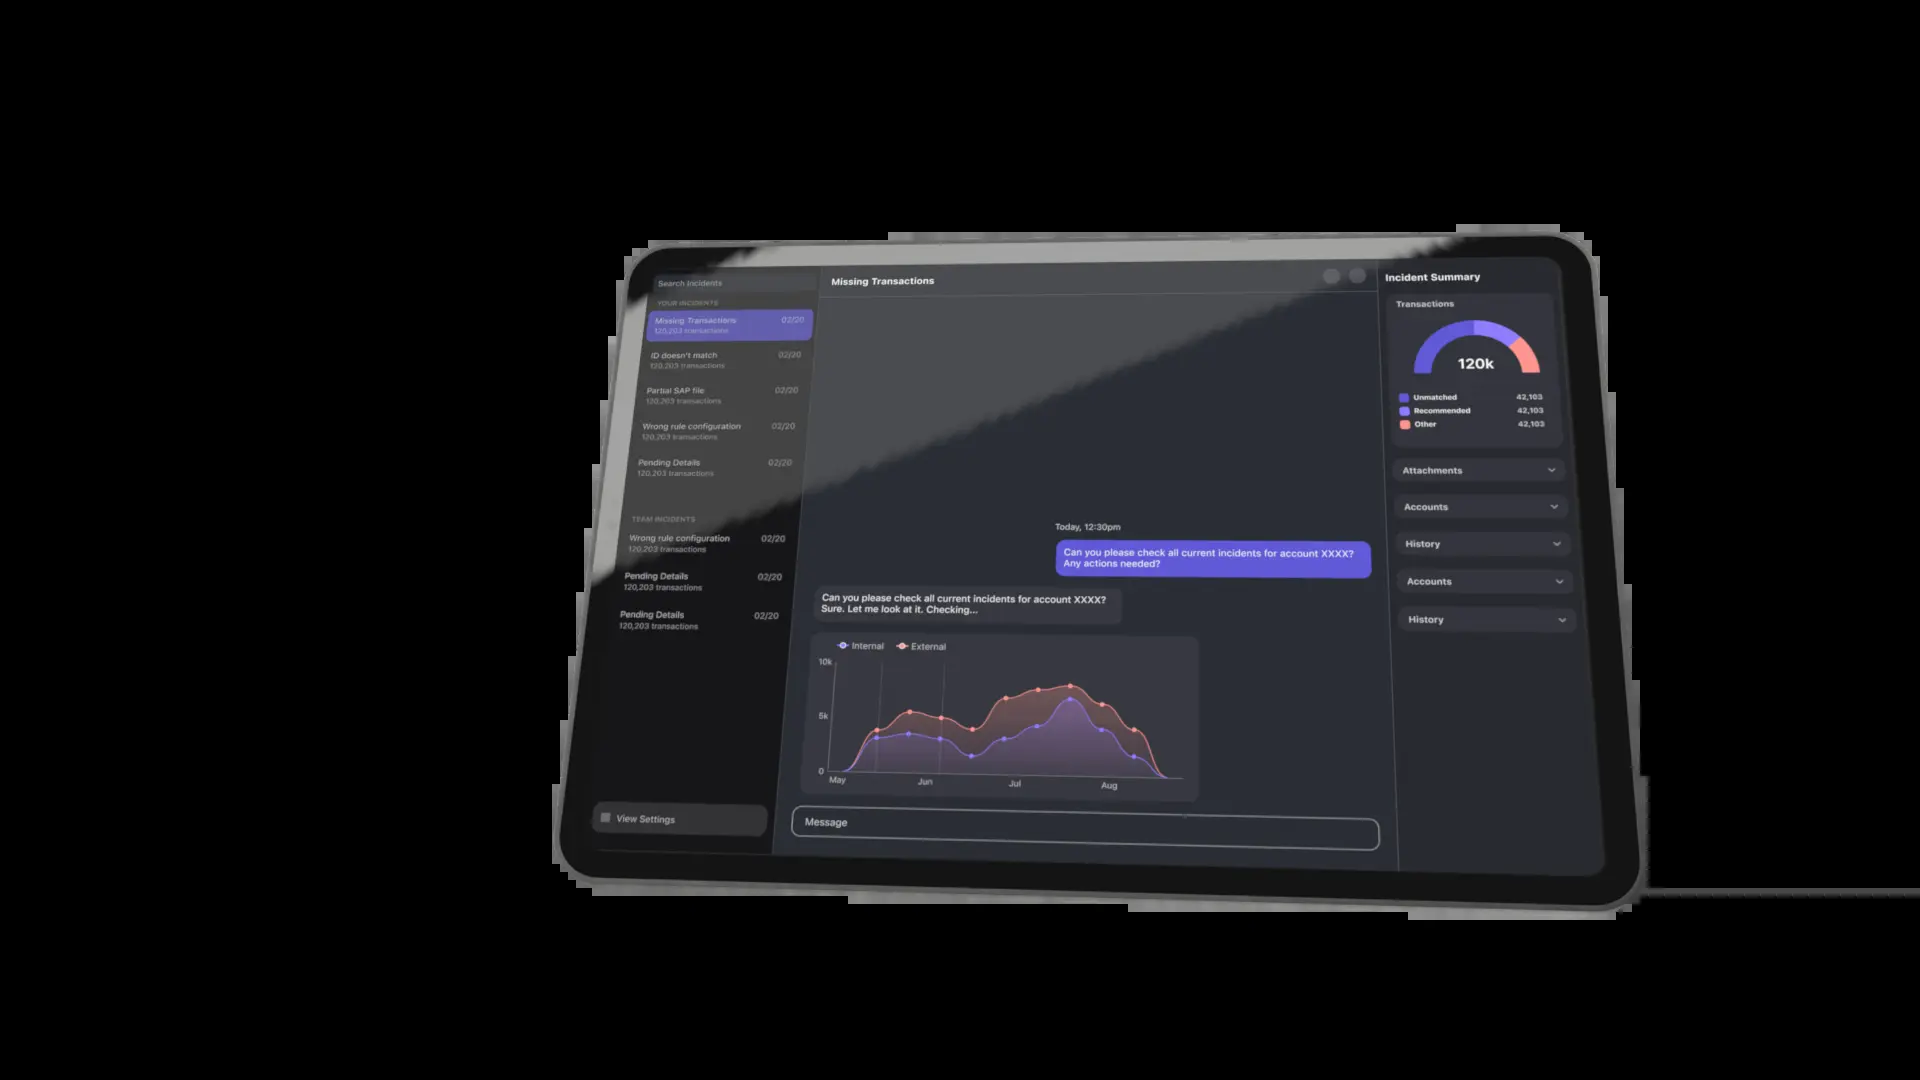 Search Incidents
YOUR INCIDENTS
Missing Transactions 02/20
120,203 transactions
ID doesn't match 02/20
120,203 transactions
Partial SAP file 02/20
120,203 transactions
Wrong rule configuration 02/20
120,203 transactions
Pending Details 02/20
120,203 transactions
TEAM INCIDENTS
Wrong rule configuration 02/20
120,203 transactions
Pending Details 02/20
120,203 transactions
Pending Details 02/20
120,203 transactions
View Settings
Missing Transactions
Today, 12:30pm
Can you please check all current incidents for account XXXX?
Any actions needed?
Can you please check all current incidents for account XXXX?
Sure. Let me look at it. Checking...
Internal External
10k
5k
0
May Jun Jul Aug
Message
Incident Summary
Transactions
120k
Unmatched 42,103
Recommended 42,103
Other 42,103
Attachments
Accounts
History
Accounts
History